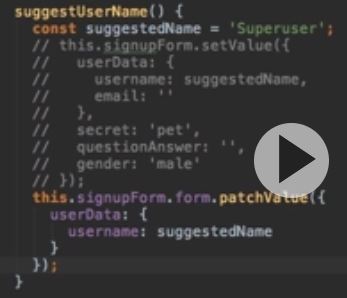 suggestUserName() {
const suggestedName = 'Superuser';
// this.signupForm.setValue({
//   userData: {
//     username: suggestedName,
//     email: ''
//   },
//   secret: 'pet',
//   questionAnswer: '',
//   gender: 'male'
// });
this.signupForm.form.patchValue({
userData: {
username: suggestedName
}
});
}